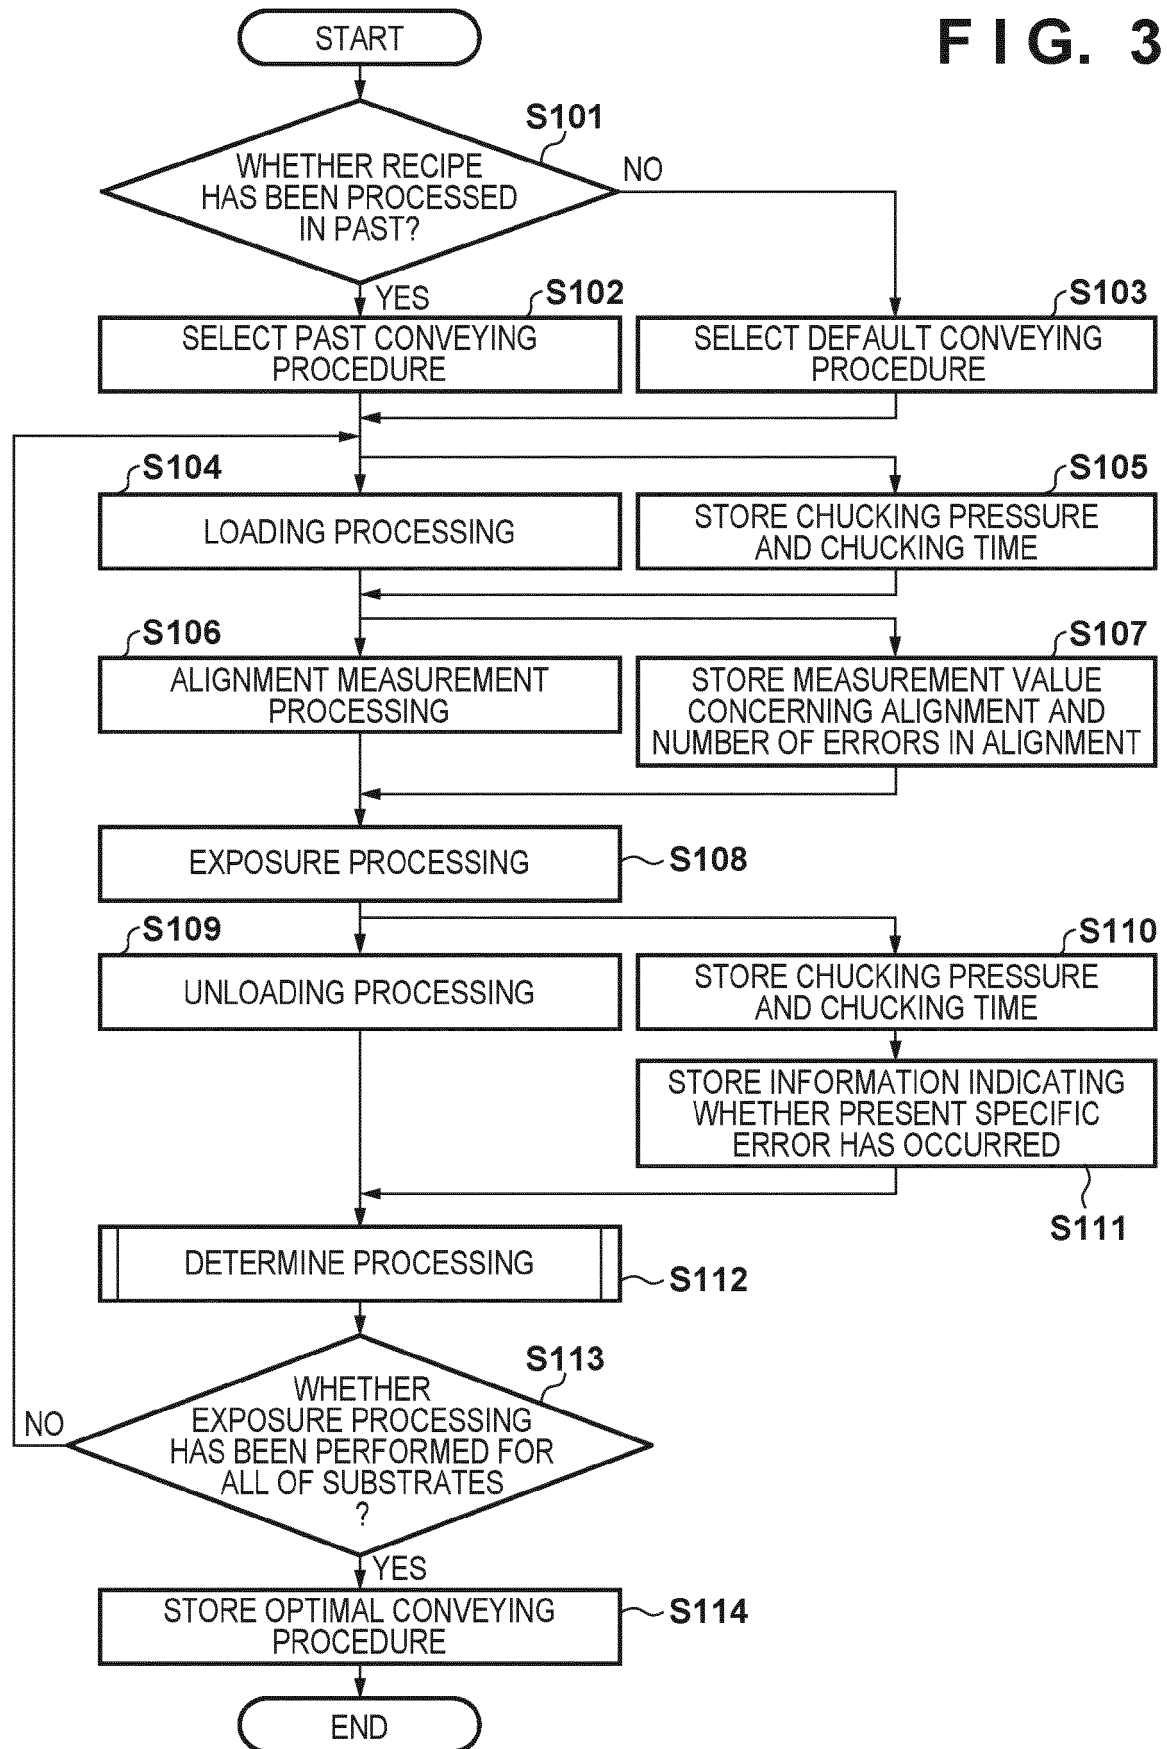 FIG. 3
START
S101
WHETHER RECIPE
HAS BEEN PROCESSED
IN PAST?
NO
YES
S102
SELECT PAST CONVEYING
PROCEDURE
S103
SELECT DEFAULT CONVEYING
PROCEDURE
S104
LOADING PROCESSING
S105
STORE CHUCKING PRESSURE
AND CHUCKING TIME
S106
ALIGNMENT MEASUREMENT
PROCESSING
S107
STORE MEASUREMENT VALUE
CONCERNING ALIGNMENT AND
NUMBER OF ERRORS IN ALIGNMENT
EXPOSURE PROCESSING
S108
S109
UNLOADING PROCESSING
S110
STORE CHUCKING PRESSURE
AND CHUCKING TIME
STORE INFORMATION INDICATING
WHETHER PRESENT SPECIFIC
ERROR HAS OCCURRED
S111
DETERMINE PROCESSING
S112
S113
WHETHER
EXPOSURE PROCESSING
HAS BEEN PERFORMED FOR
ALL OF SUBSTRATES
?
NO
YES
STORE OPTIMAL CONVEYING
PROCEDURE
S114
END